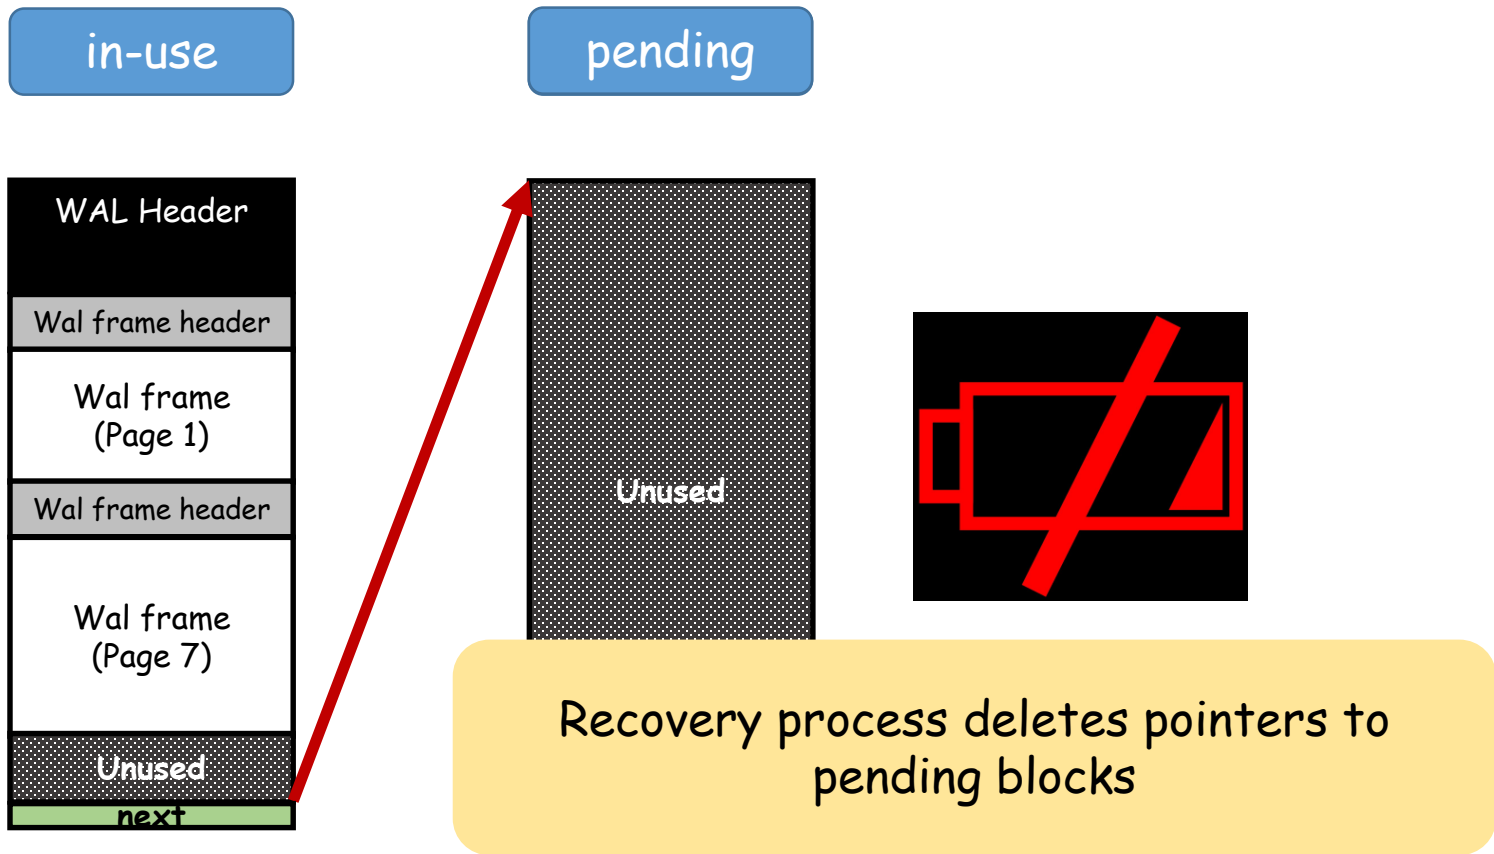 in-use
pending
WAL Header
Wal frame header
Wal frame
(Page 1)
Wal frame header
Wal frame
(Page 7)
Unused
next
Unused
Recovery process deletes pointers to
pending blocks